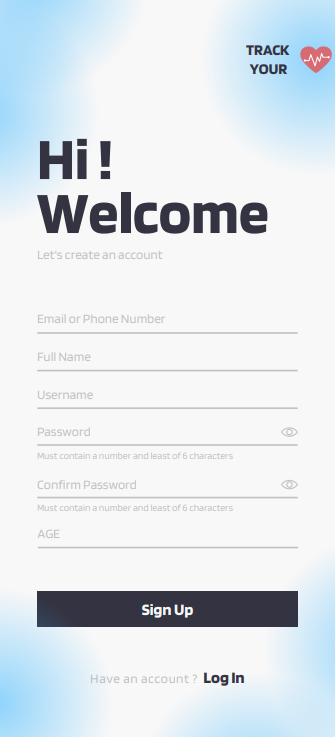 TRACK
YOUR
Hi !
Welcome
Let's create an account
Email or Phone Number
Full Name
Username
Password
Must contain a number and least of 6 characters
Confirm Password
Must contain a number and least of 6 characters
AGE
Sign Up
Have an account ? Log In